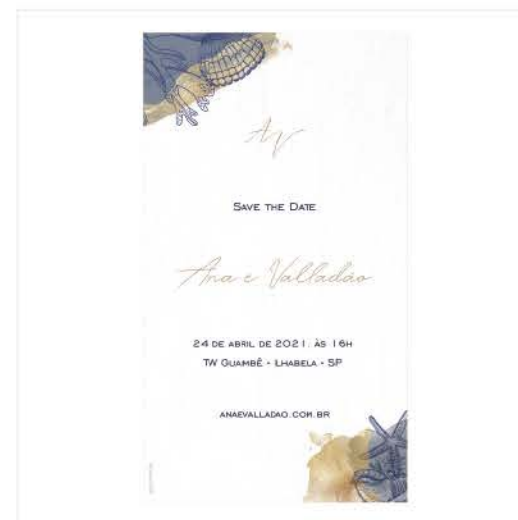 AV
SAVE THE DATE
Ana e Valladão
24 DE ABRIL DE 2021. ÀS 16H
TW GUAMBÊ - ILHABELA - SP
ANAEVALLADAO.COM.BR